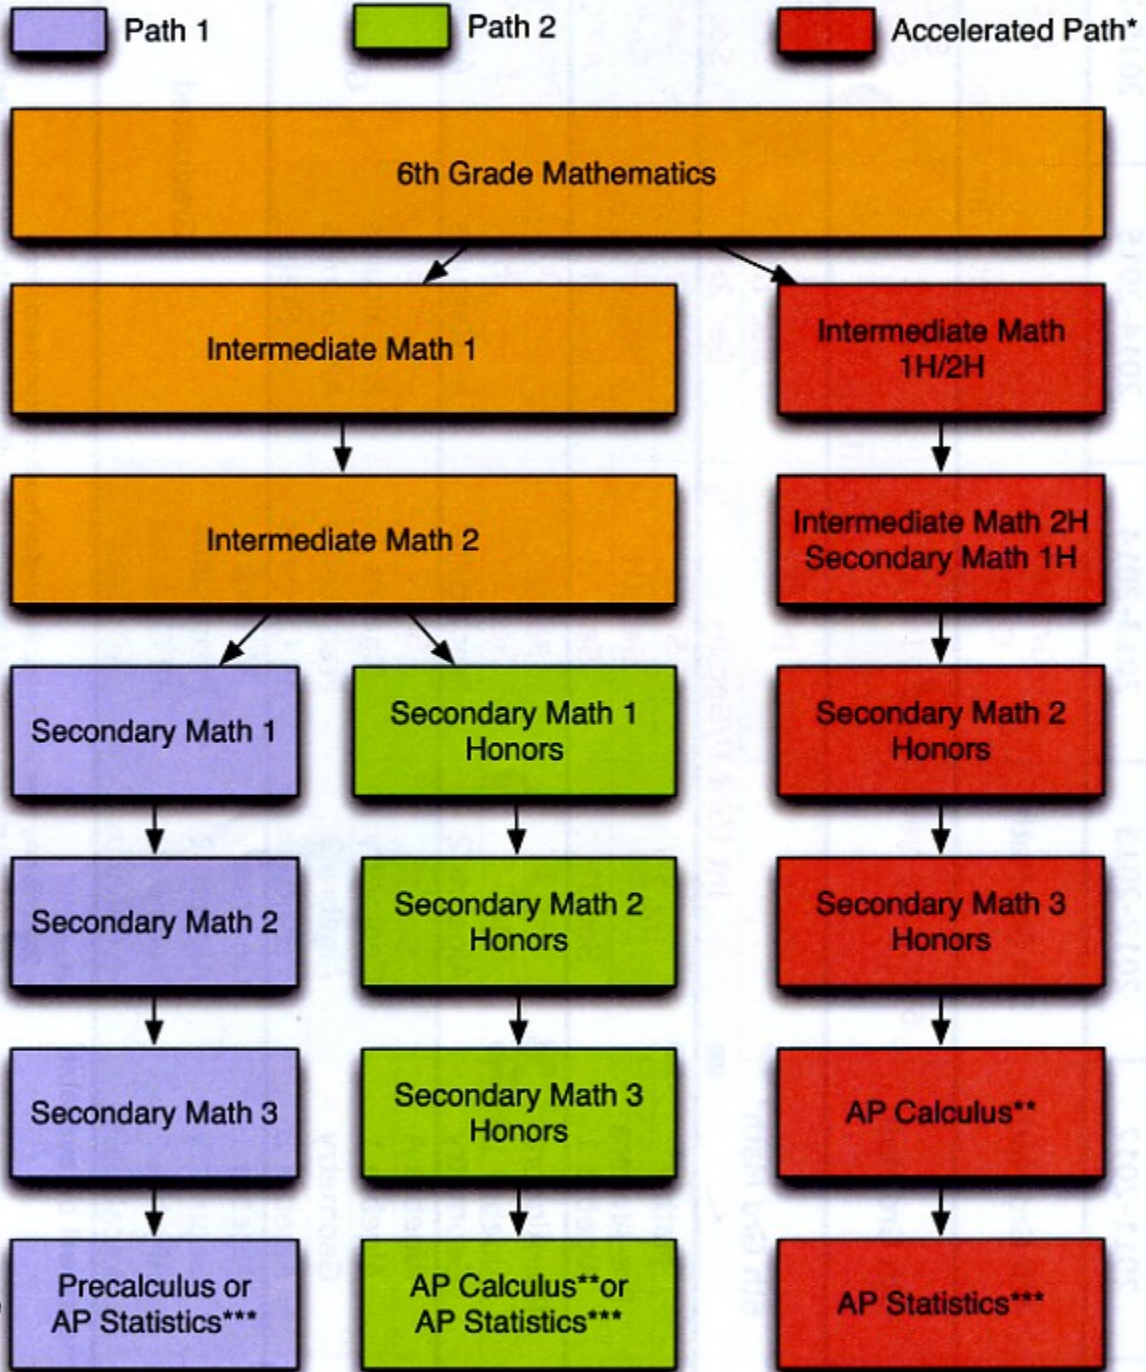 Path 1
Path 2
Accelerated Path*
6th Grade Mathematics
Intermediate Math 1
Intermediate Math
1H/2H
Intermediate Math 2
Intermediate Math 2H
Secondary Math 1H
Secondary Math 1
Secondary Math 1
Honors
Secondary Math 2
Honors
Secondary Math 2
Secondary Math 2
Honors
Secondary Math 3
Honors
Secondary Math 3
Secondary Math 3
Honors
AP Calculus**
Precalculus or
AP Statistics***
AP Calculus**or
AP Statistics***
AP Statistics***